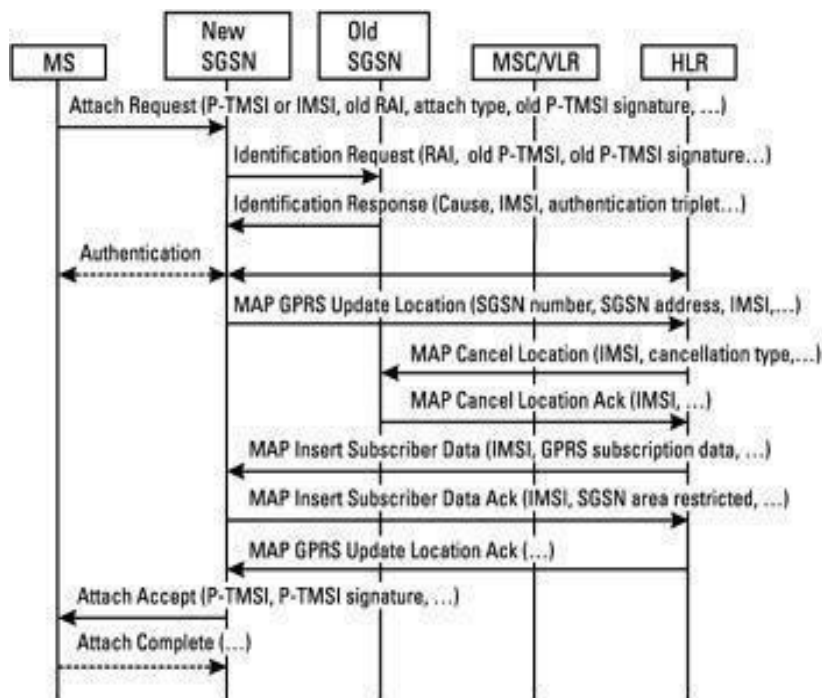 New
SGSN
Old
SGSN
MS
MSC/VLR
HLR
Attach Request (P-TMSI or IMSI, old RAI, attach type, old P-TMSI signature, ...)
Identification Request (RAI, old P-TMSI, old P-TMSI signature...)
Identification Response (Cause, IMSI, authentication triplet...)
Authentication
MAP GPRS Update Location (SGSN number, SGSN address, IMSI,...)
MAP Cancel Location (IMSI, cancellation type,...)
MAP Cancel Location Ack (IMSI, ...)
MAP Insert Subscriber Data (IMSI, GPRS subscription data, ...)
MAP Insert Subscriber Data Ack (IMSI, SGSN area restricted, ...)
MAP GPRS Update Location Ack (...)
Attach Accept (P-TMSI, P-TMSI signature, ...)
Attach Complete (...)